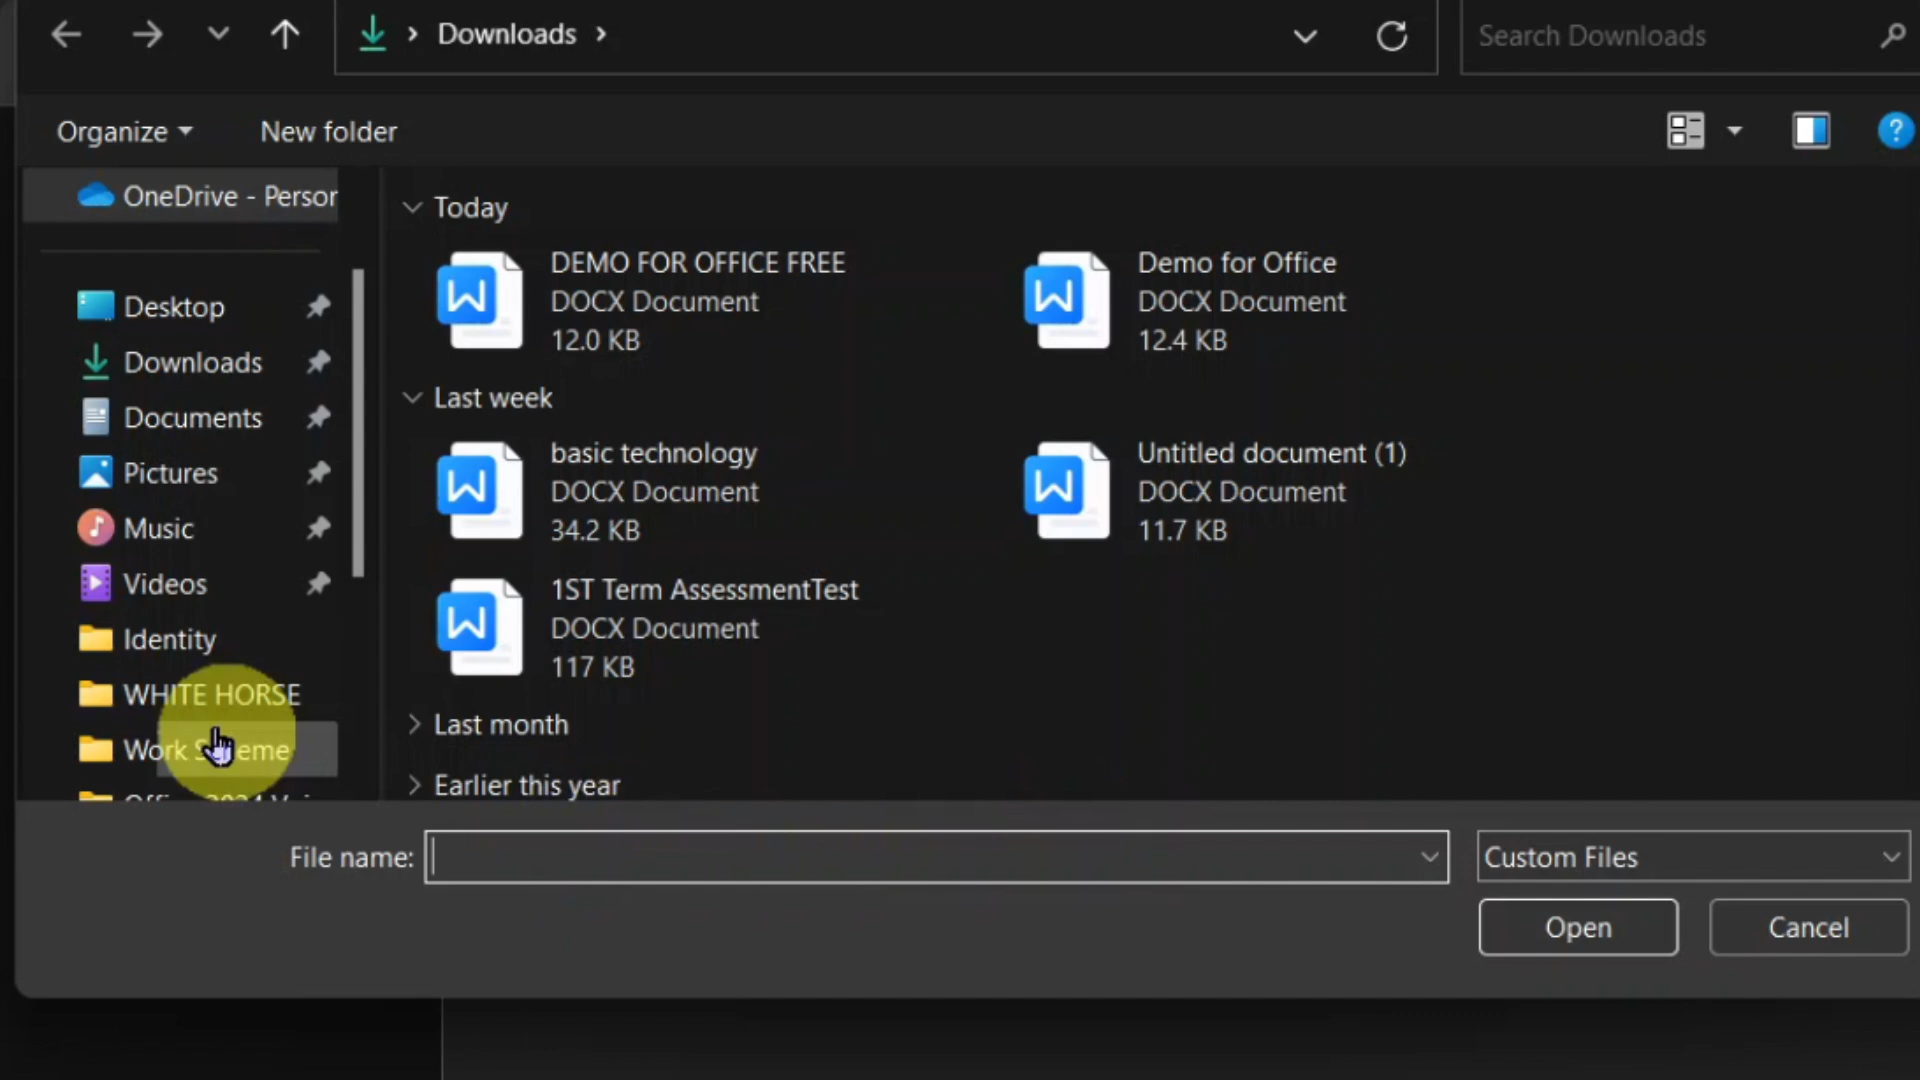 Downloads
Search Downloads
Organize
New folder
OneDrive - Person
Desktop
Downloads
Documents
Pictures
Music
Videos
Identity
WHITE HORSE
Work Scheme
Today
DEMO FOR OFFICE FREE
DOCX Document
12.0 KB
Demo for Office
DOCX Document
12.4 KB
Last week
basic technology
DOCX Document
34.2 KB
Untitled document (1)
DOCX Document
11.7 KB
1ST Term AssessmentTest
DOCX Document
117 KB
Last month
Earlier this year
File name:
Custom Files
Open
Cancel